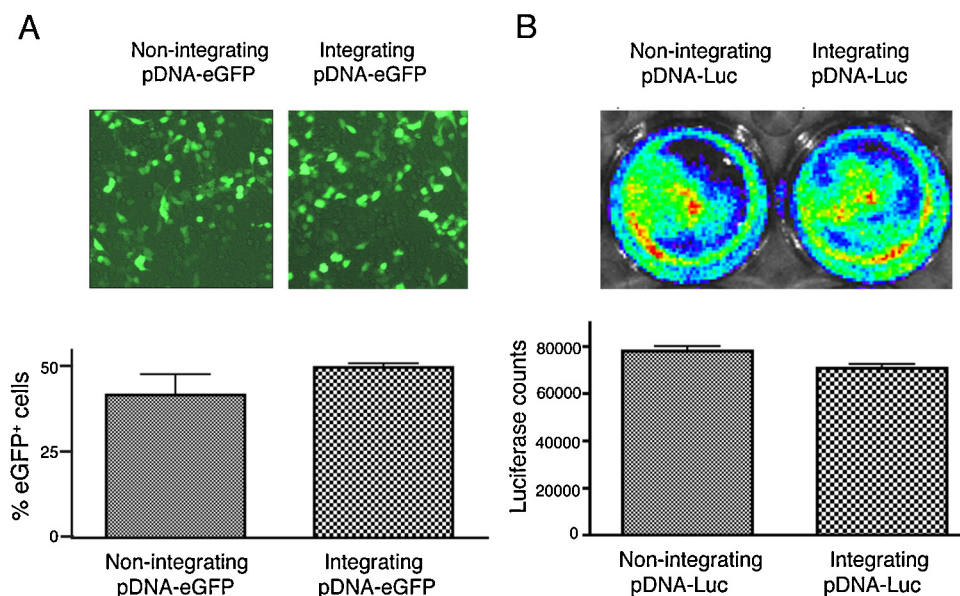 A
Non-integrating
pDNA-eGFP
Integrating
pDNA-eGFP
% eGFP⁺ cells
50
25
0
Non-integrating
pDNA-eGFP
Integrating
pDNA-eGFP
B
Non-integrating
pDNA-Luc
Integrating
pDNA-Luc
Luciferase counts
80000
60000
40000
20000
0
Non-integrating
pDNA-Luc
Integrating
pDNA-Luc